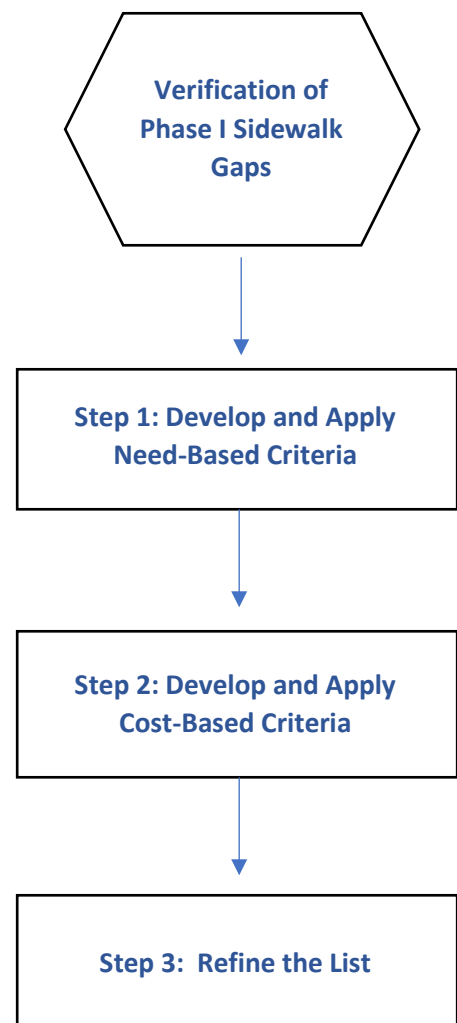 Verification of
Phase I Sidewalk
Gaps
Step 1: Develop and Apply
Need-Based Criteria
Step 2: Develop and Apply
Cost-Based Criteria
Step 3:  Refine the List